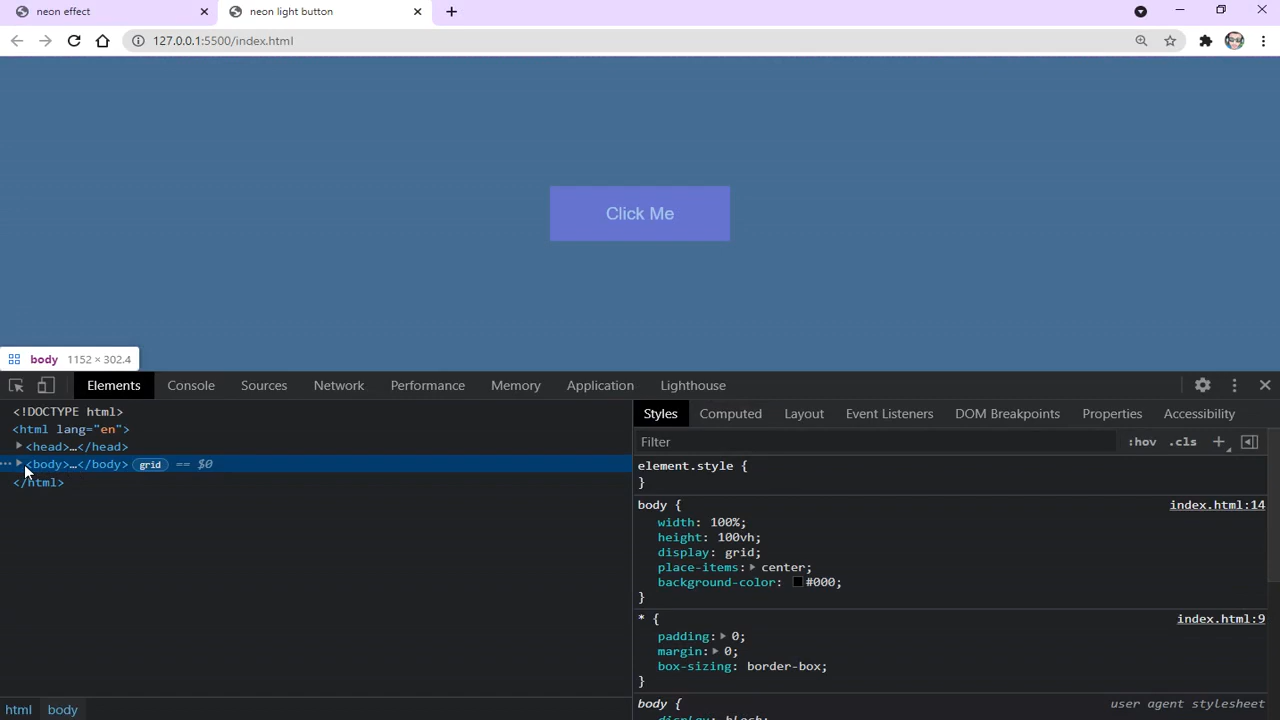 neon effect
neon light button
127.0.0.1:5500/index.html
Click Me
body 1152 × 302.4
Elements Console Sources Network Performance Memory Application Lighthouse
<!DOCTYPE html>
<html lang="en">
<head>…</head>
<body>…</body> grid == $0
</html>
html body
Styles Computed Layout Event Listeners DOM Breakpoints Properties Accessibility
Filter :hov .cls
element.style {
}
body { index.html:14
width: 100%;
height: 100vh;
display: grid;
place-items: center;
background-color: #000;
}
* { index.html:9
padding: 0;
margin: 0;
box-sizing: border-box;
}
body { user agent stylesheet
display: block;